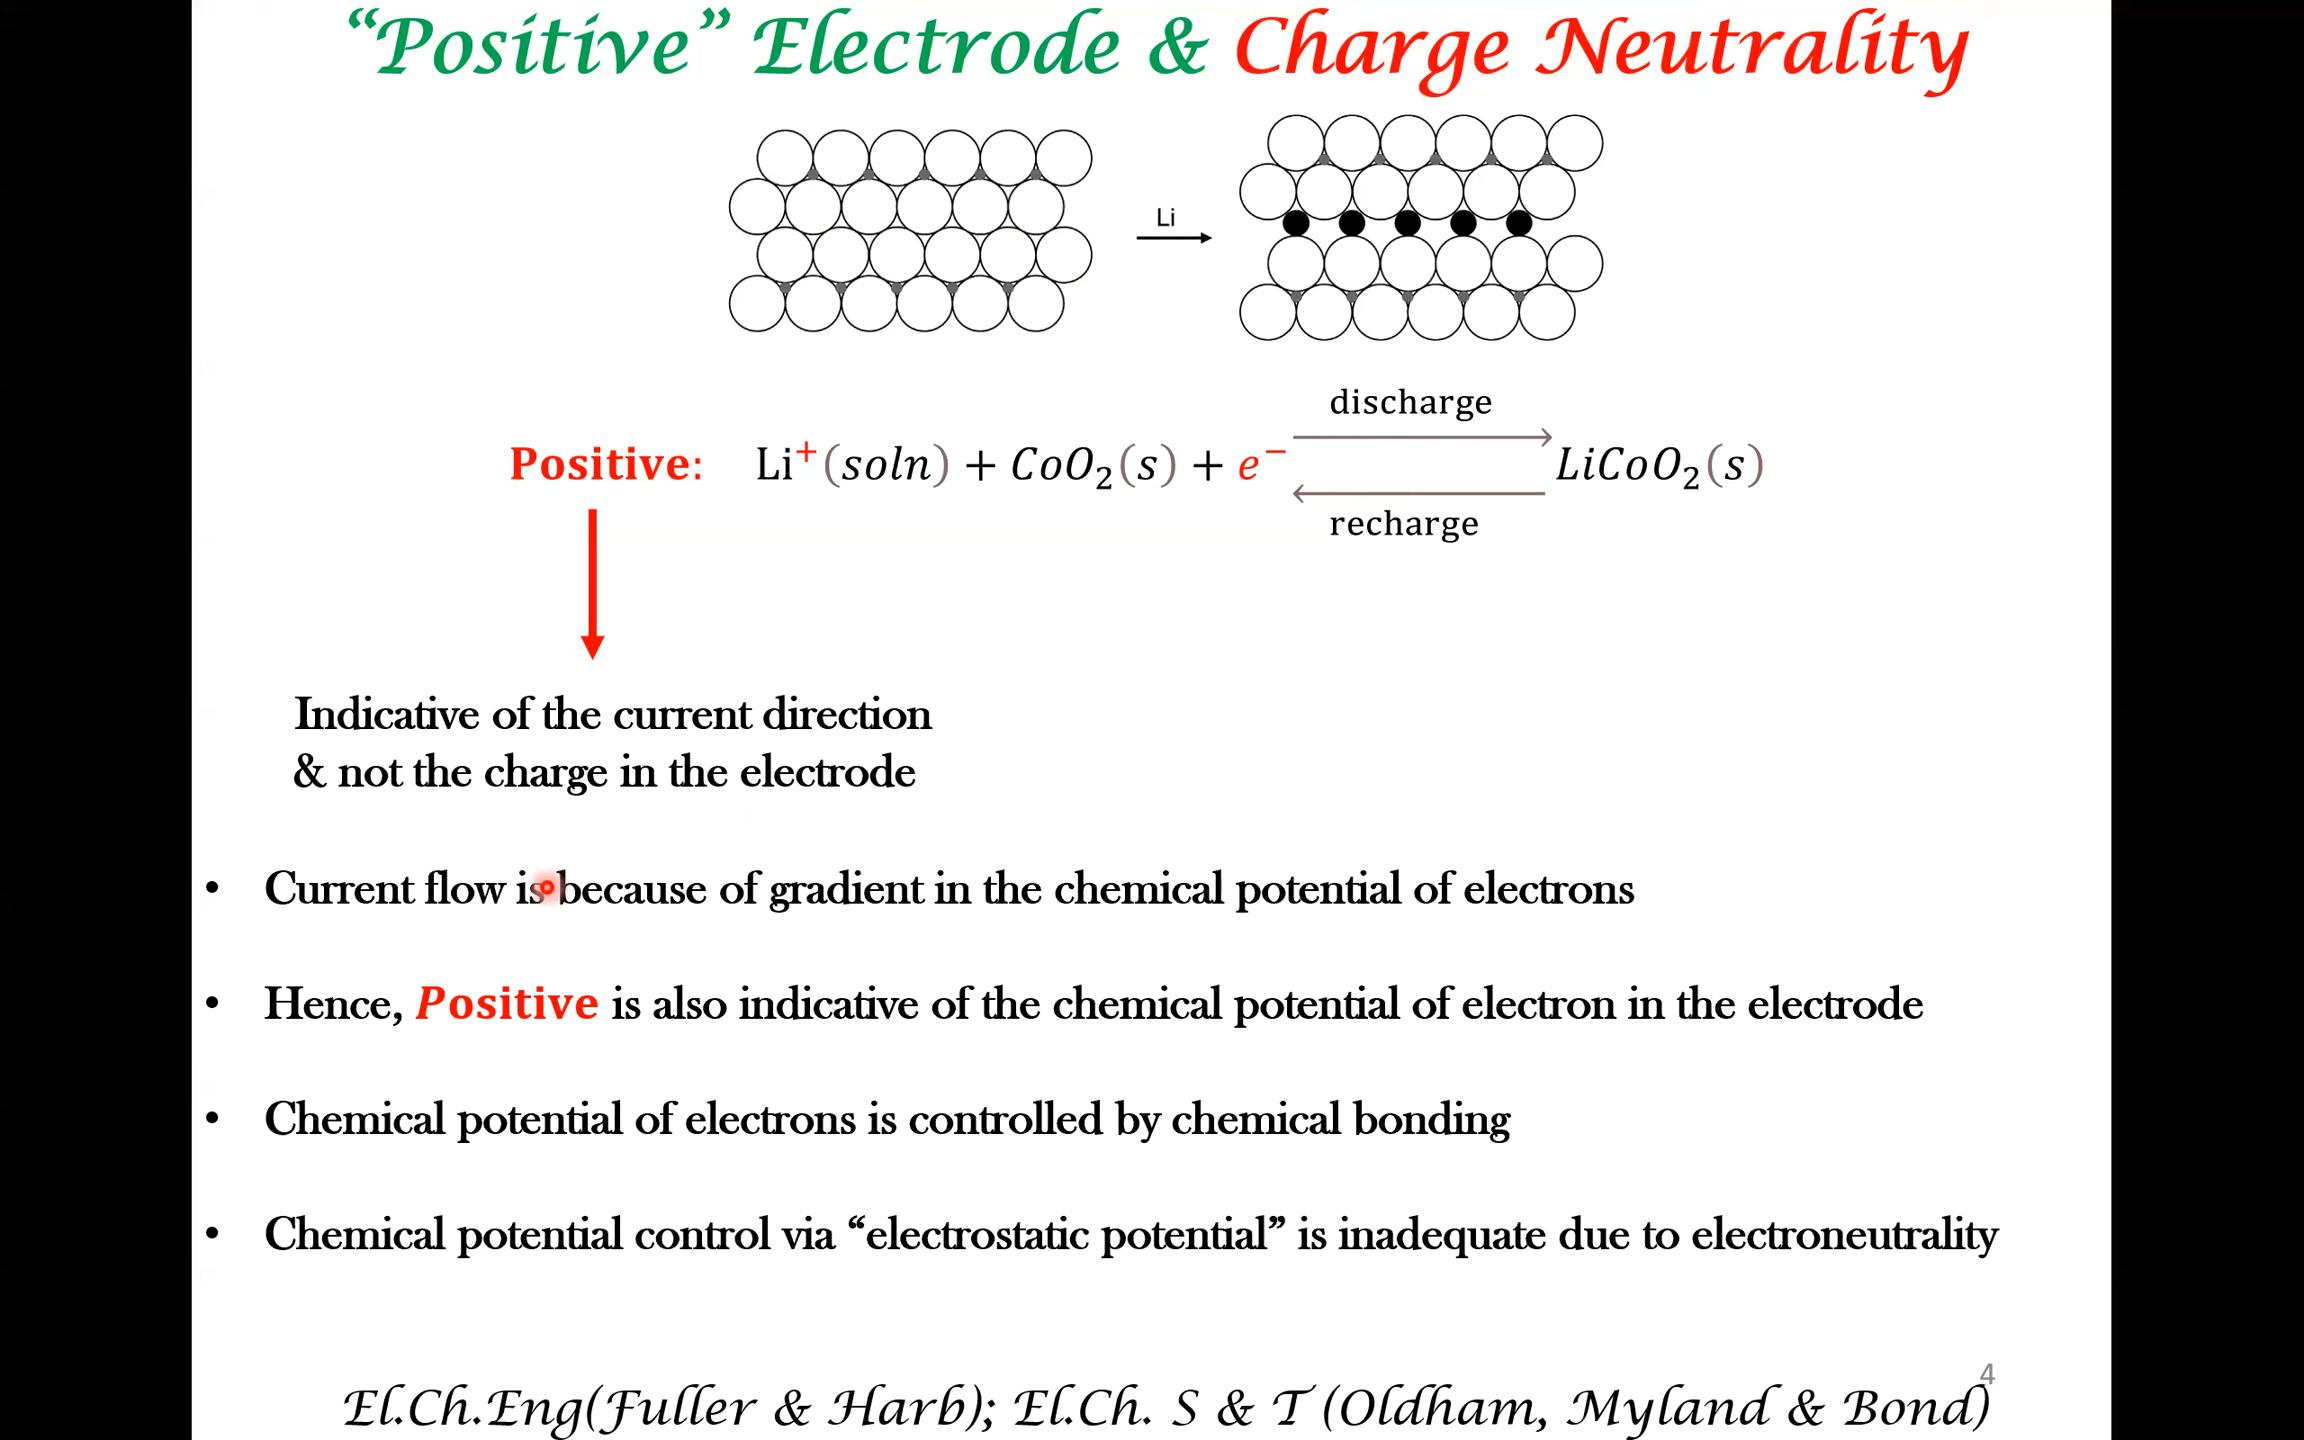 “Positive” Electrode & Charge Neutrality
Li
discharge
Positive: Li⁺(soln) + CoO₂(s) + e⁻ LiCoO₂(s)
recharge
Indicative of the current direction
& not the charge in the electrode
• Current flow is because of gradient in the chemical potential of electrons
• Hence, Positive is also indicative of the chemical potential of electron in the electrode
• Chemical potential of electrons is controlled by chemical bonding
• Chemical potential control via “electrostatic potential” is inadequate due to electroneutrality
4
El.Ch.Eng(Fuller & Harb); El.Ch. S & T (Oldham, Myland & Bond)